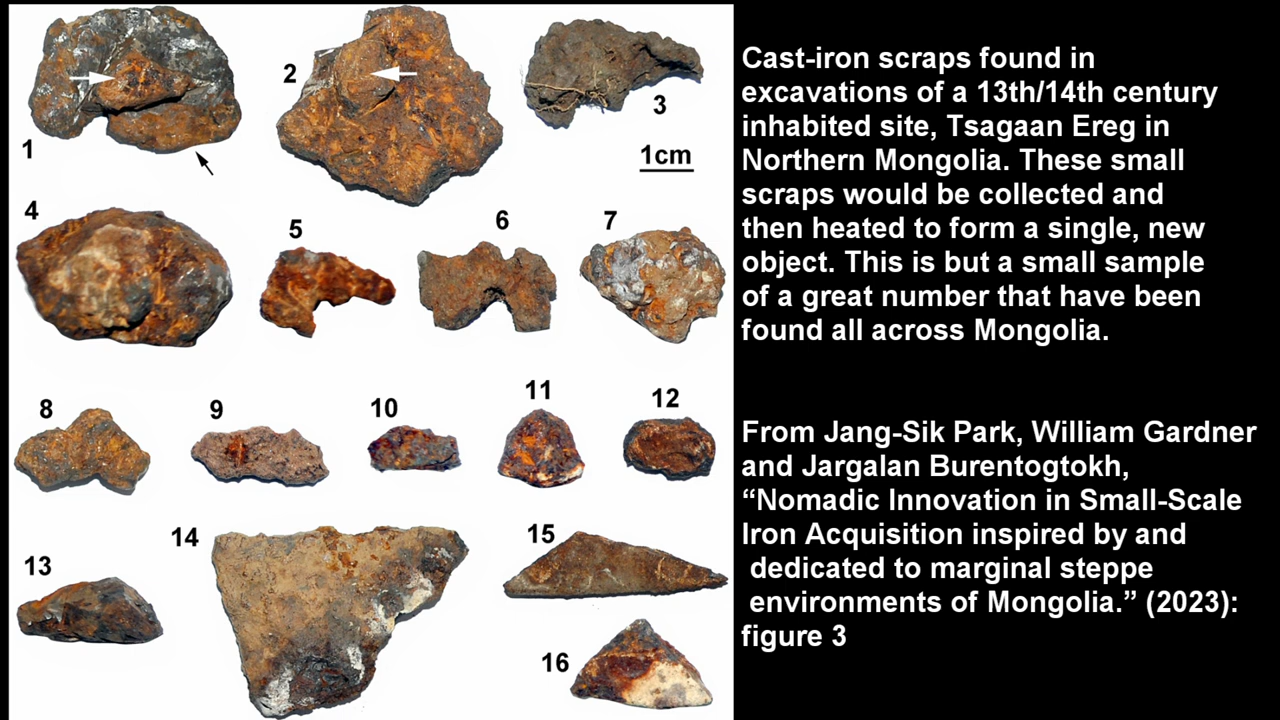 1
2
3
1cm
4
5
6
7
8
9
10
11
12
13
14
15
16
Cast-iron scraps found in
excavations of a 13th/14th century
inhabited site, Tsagaan Ereg in
Northern Mongolia. These small
scraps would be collected and
then heated to form a single, new
object. This is but a small sample
of a great number that have been
found all across Mongolia.
From Jang-Sik Park, William Gardner
and Jargalan Burentogtokh,
“Nomadic Innovation in Small-Scale
Iron Acquisition inspired by and
dedicated to marginal steppe
environments of Mongolia.” (2023):
figure 3